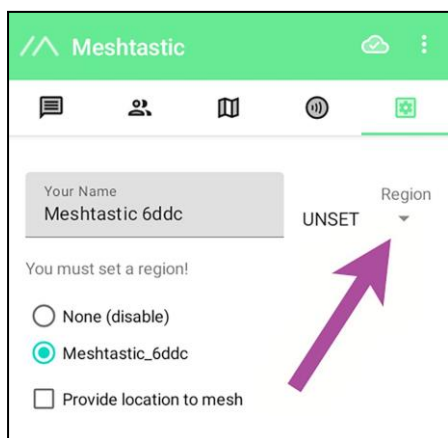 Meshtastic
Your Name
Meshtastic 6ddc
Region
UNSET
You must set a region!
None (disable)
Meshtastic_6ddc
Provide location to mesh